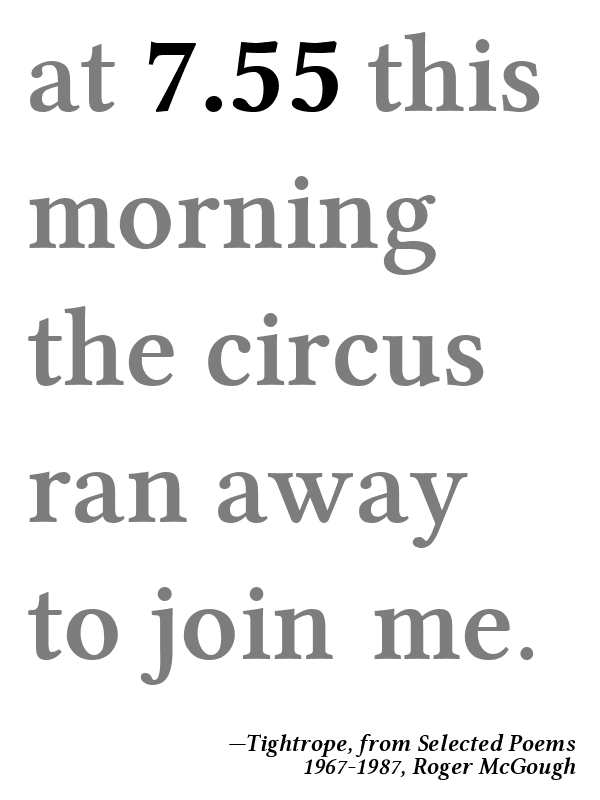 at 7.55 this
morning
the circus
ran away
to join me.
—Tightrope, from Selected Poems
1967-1987, Roger McGough